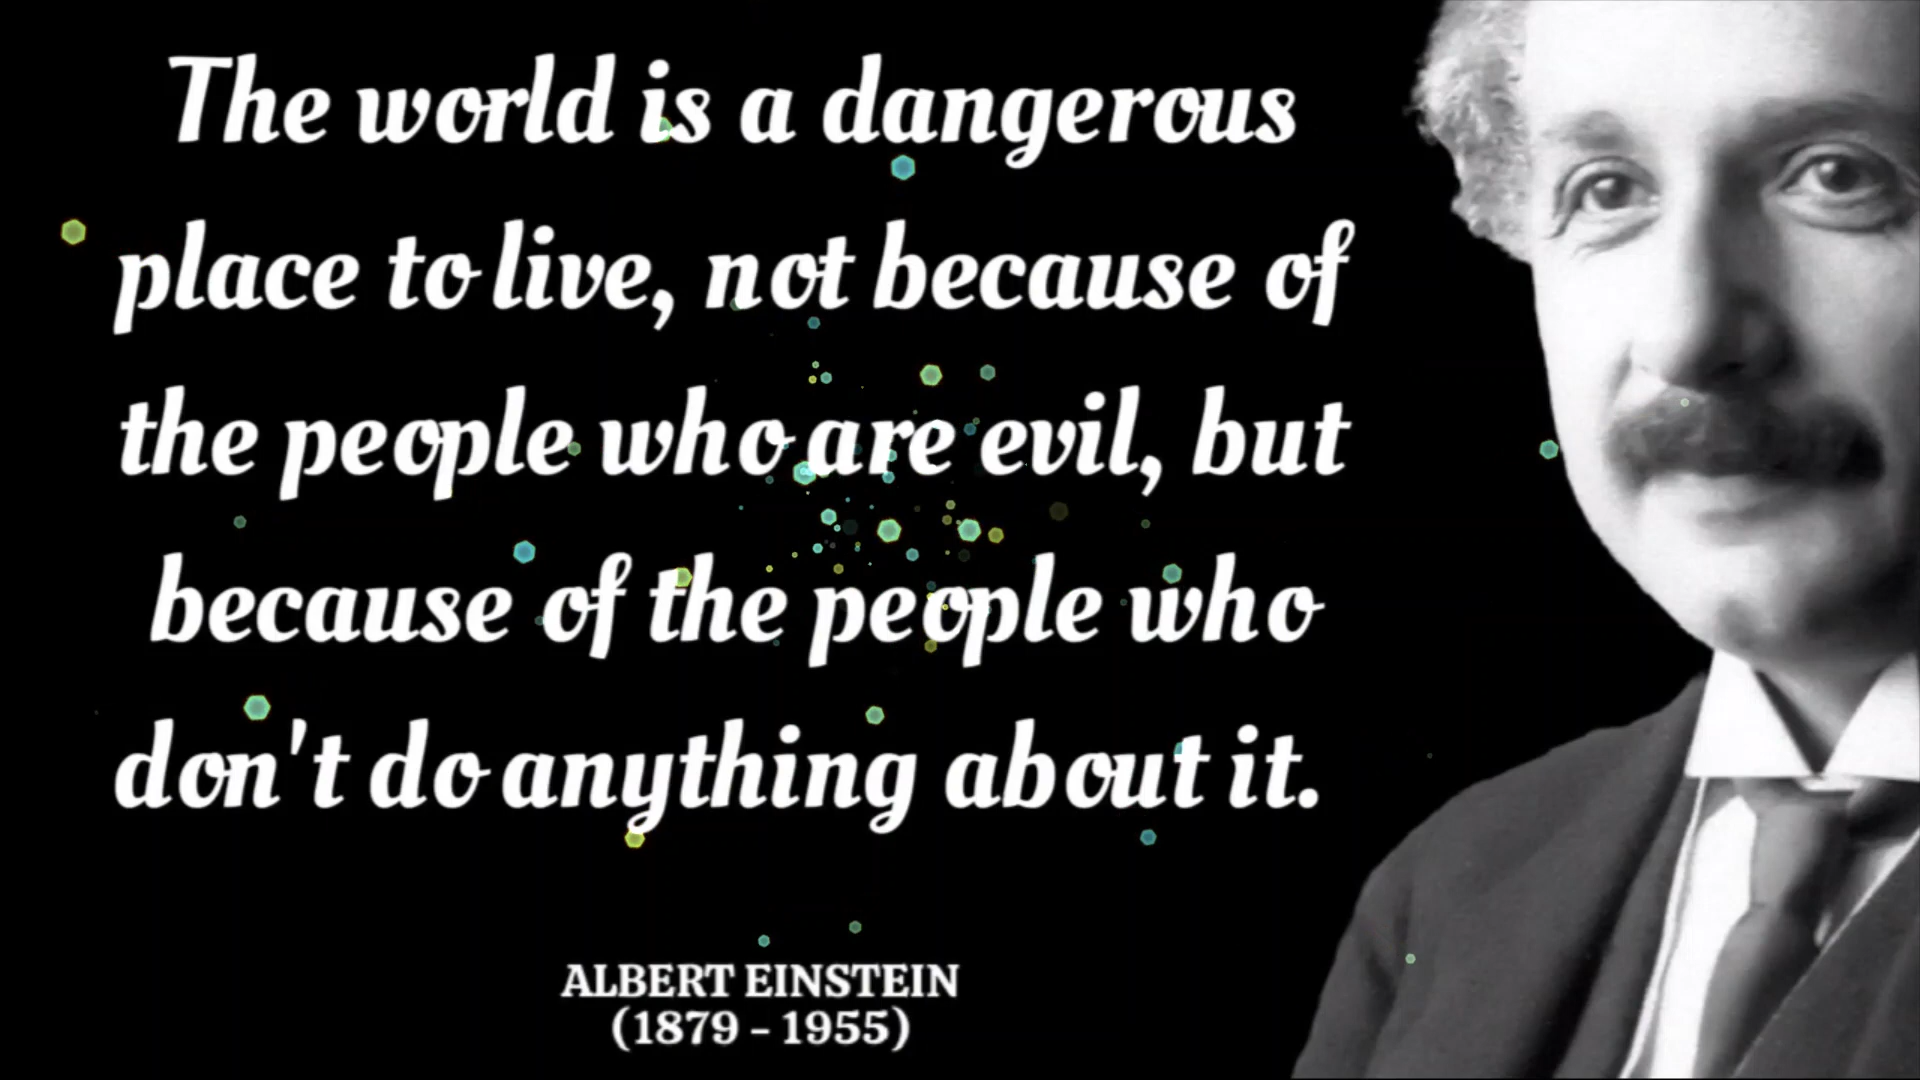 The world is a dangerous
place to live, not because of
the people who are evil, but
because of the people who
don't do anything about it.
ALBERT EINSTEIN
(1879 - 1955)